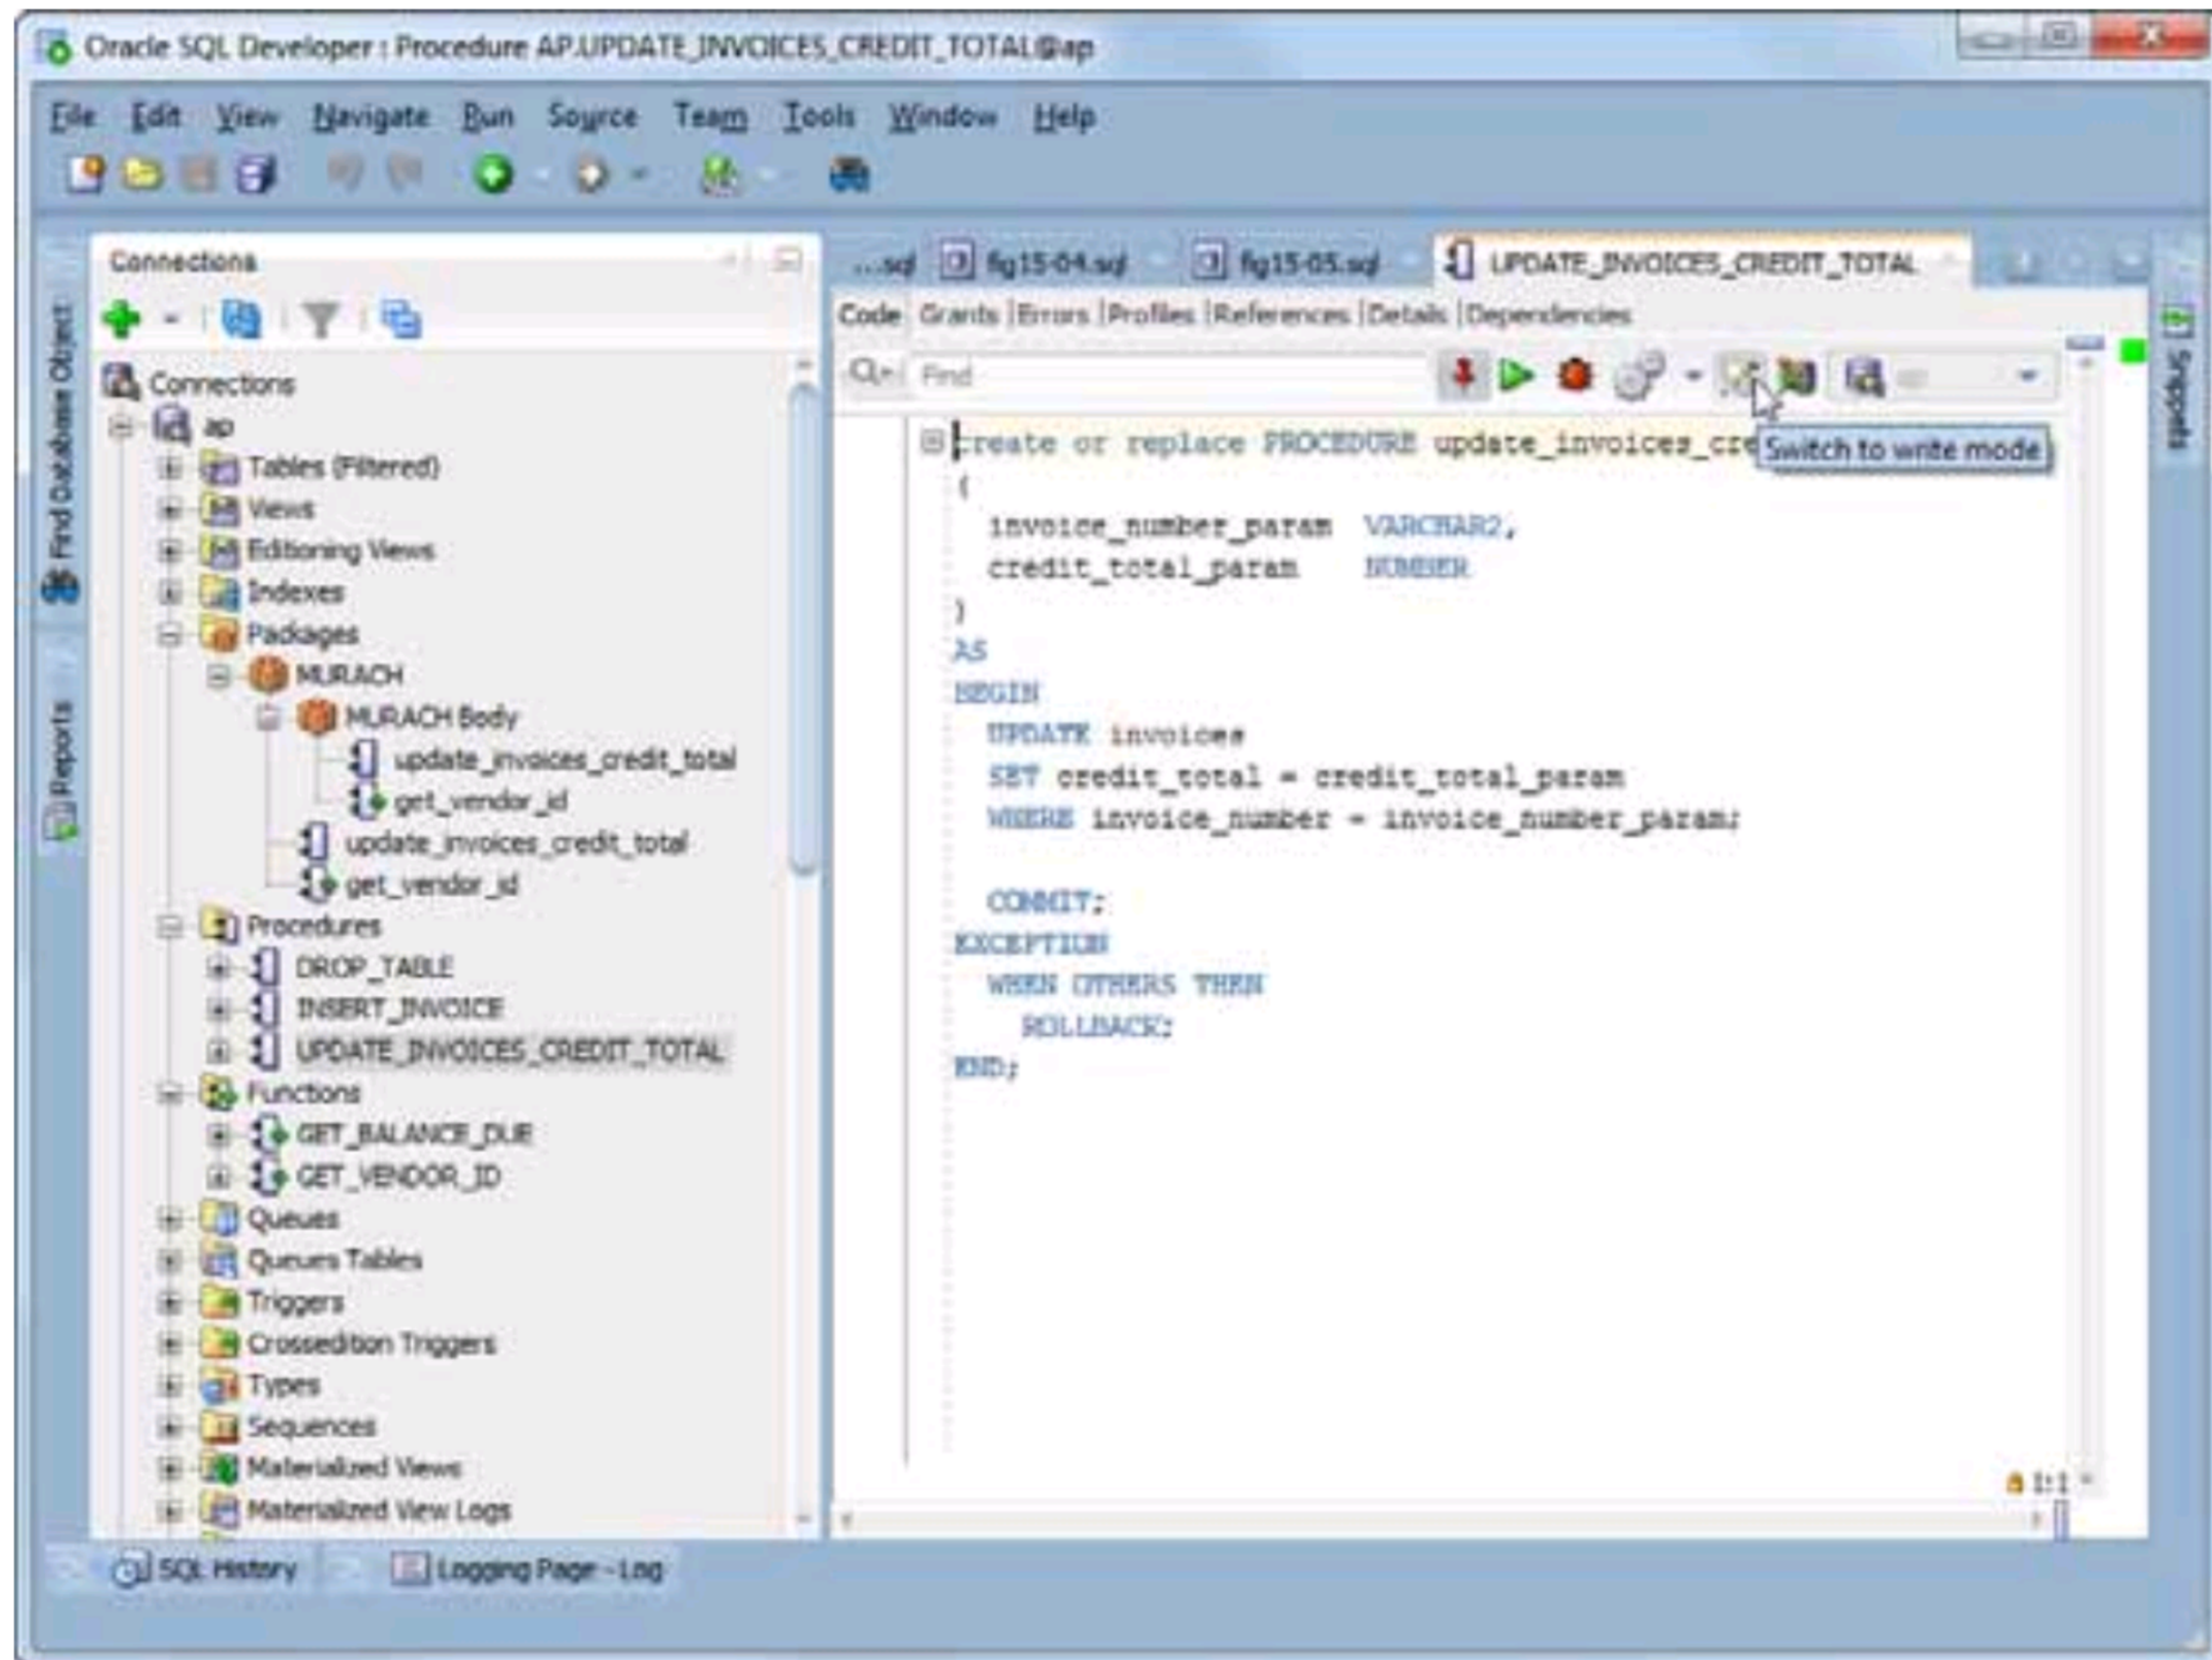 Oracle SQL Developer : Procedure AP.UPDATE_INVOICES_CREDIT_TOTAL@ap
File Edit View Navigate Run Source Team Tools Window Help
Find Database Object
Reports
Connections
Connections
ap
Tables (Filtered)
Views
Editioning Views
Indexes
Packages
MURACH
MURACH Body
update_invoices_credit_total
get_vendor_id
update_invoices_credit_total
get_vendor_id
Procedures
DROP_TABLE
INSERT_INVOICE
UPDATE_INVOICES_CREDIT_TOTAL
Functions
GET_BALANCE_DUE
GET_VENDOR_ID
Queues
Queues Tables
Triggers
Crossedition Triggers
Types
Sequences
Materialized Views
Materialized View Logs
...sql fig15-04.sql fig15-05.sql UPDATE_INVOICES_CREDIT_TOTAL
Code Grants |Errors |Profiles |References |Details |Dependencies
Find
Switch to write mode
create or replace PROCEDURE update_invoices_cre
(
invoice_number_param VARCHAR2,
credit_total_param NUMBER
)
AS
BEGIN
UPDATE invoices
SET credit_total = credit_total_param
WHERE invoice_number = invoice_number_param;
COMMIT;
EXCEPTION
WHEN OTHERS THEN
ROLLBACK;
END;
1:1
Snippets
SQL History Logging Page - Log